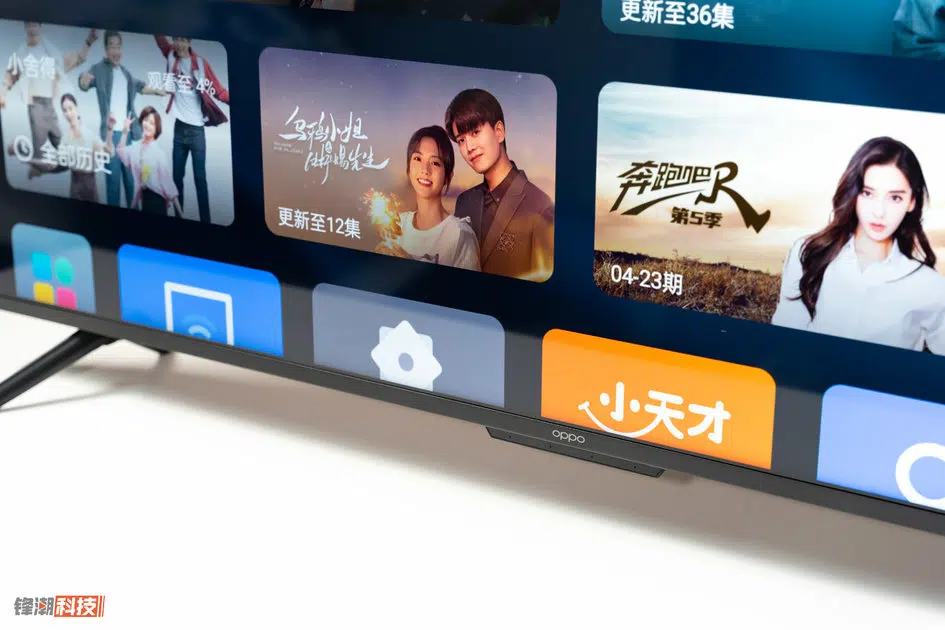 更新至36集
小舍得
观看至 4%
全部历史
乌鸦小姐
与蜥蜴先生
更新至12集
奔跑吧R
第5季
04-23期
小天才
oppo
锋潮科技